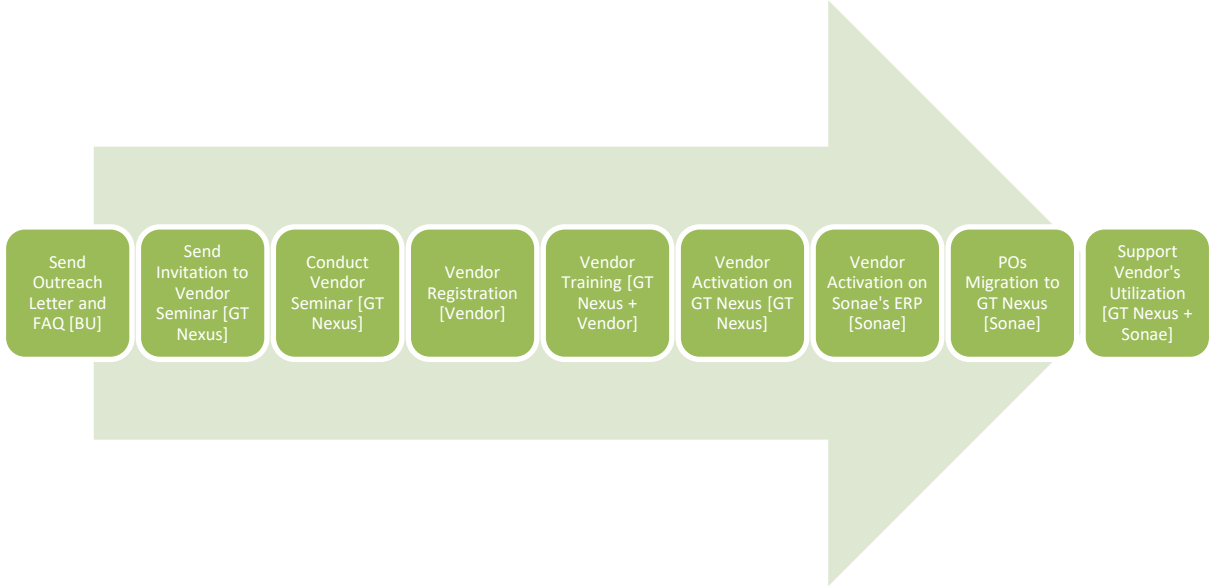 Send
Outreach
Letter and
FAQ [BU]
Send
Invitation to
Vendor
Seminar [GT
Nexus]
Conduct
Vendor
Seminar [GT
Nexus]
Vendor
Registration
[Vendor]
Vendor
Training [GT
Nexus +
Vendor]
Vendor
Activation on
GT Nexus [GT
Nexus]
Vendor
Activation on
Sonae's ERP
[Sonae]
POs
Migration to
GT Nexus
[Sonae]
Support
Vendor's
Utilization
[GT Nexus +
Sonae]